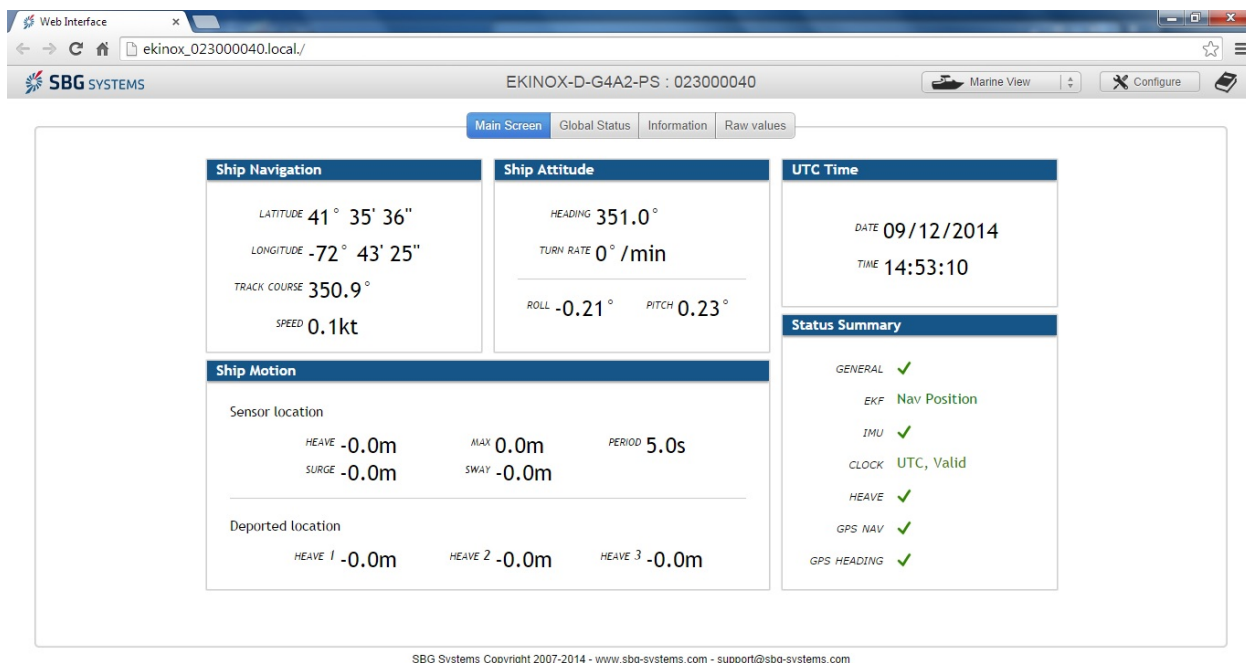 Web Interface
ekinox_023000040.local./
SBG SYSTEMS
EKINOX-D-G4A2-PS : 023000040
Marine View
Configure
Main Screen Global Status Information Raw values
Ship Navigation
LATITUDE 41° 35' 36"
LONGITUDE -72° 43' 25"
TRACK COURSE 350.9°
SPEED 0.1kt
Ship Attitude
HEADING 351.0°
TURN RATE 0°/min
ROLL -0.21° PITCH 0.23°
UTC Time
DATE 09/12/2014
TIME 14:53:10
Ship Motion
Sensor location
HEAVE -0.0m MAX 0.0m PERIOD 5.0s
SURGE -0.0m SWAY -0.0m
Deported location
HEAVE 1 -0.0m HEAVE 2 -0.0m HEAVE 3 -0.0m
Status Summary
GENERAL ✓
EKF Nav Position
IMU ✓
CLOCK UTC, Valid
HEAVE ✓
GPS NAV ✓
GPS HEADING ✓
SBG Systems Copyright 2007-2014 - www.sbg-systems.com - support@sbg-systems.com